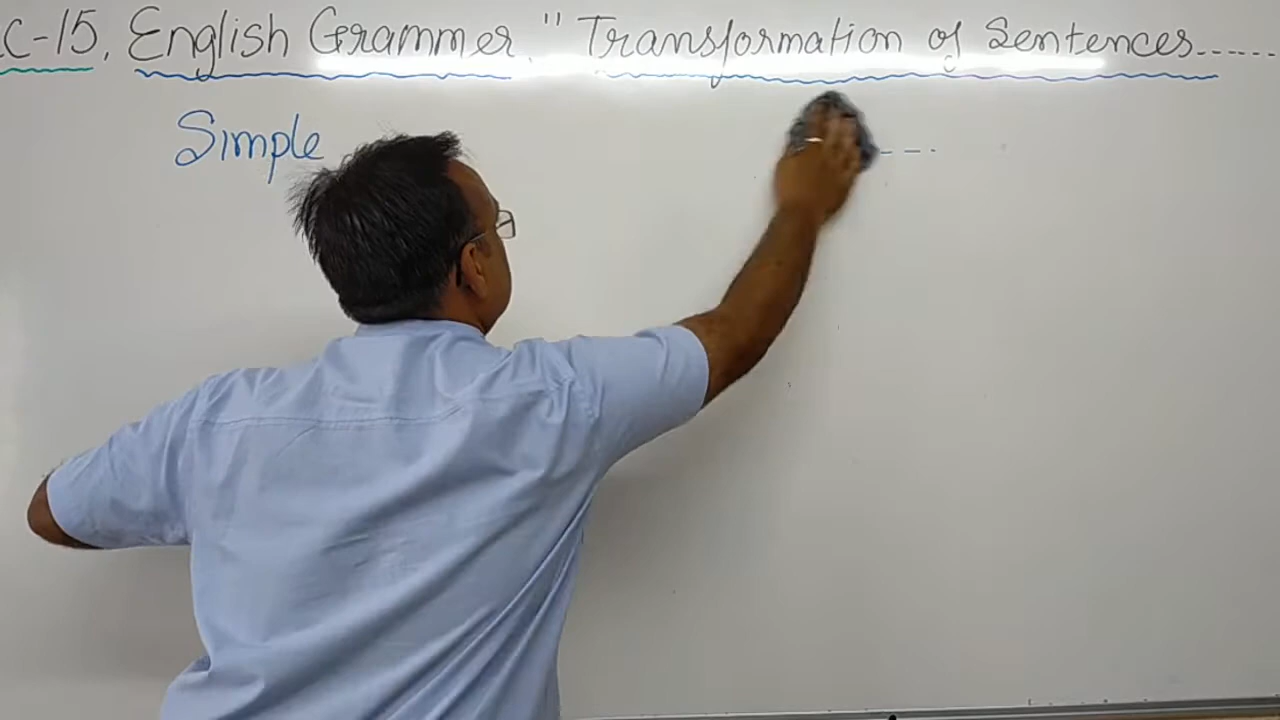 C-15, English Grammer "Transformation of Sentences......
Simple